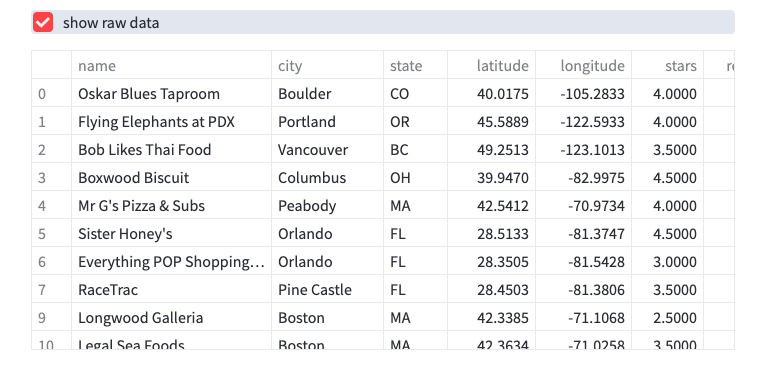 show raw data
name city state latitude longitude stars
0 Oskar Blues Taproom Boulder CO 40.0175 -105.2833 4.0000
1 Flying Elephants at PDX Portland OR 45.5889 -122.5933 4.0000
2 Bob Likes Thai Food Vancouver BC 49.2513 -123.1013 3.5000
3 Boxwood Biscuit Columbus OH 39.9470 -82.9975 4.5000
4 Mr G's Pizza & Subs Peabody MA 42.5412 -70.9734 4.0000
5 Sister Honey's Orlando FL 28.5133 -81.3747 4.5000
6 Everything POP Shopping… Orlando FL 28.3505 -81.5428 3.0000
7 RaceTrac Pine Castle FL 28.4503 -81.3806 3.5000
9 Longwood Galleria Boston MA 42.3385 -71.1068 2.5000
10 Legal Sea Foods Boston MA 42.3634 -71.0258 3.5000